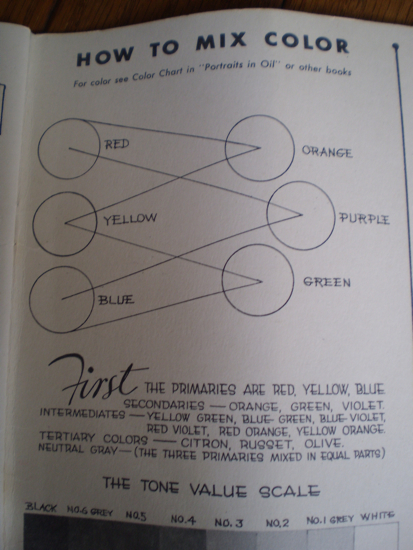 HOW TO MIX COLOR
For color see Color Chart in "Portraits in Oil" or other books
RED
ORANGE
YELLOW
PURPLE
BLUE
GREEN
First THE PRIMARIES ARE RED, YELLOW, BLUE
SECONDARIES — ORANGE, GREEN, VIOLET.
INTERMEDIATES — YELLOW GREEN, BLUE-GREEN, BLUE-VIOLET,
RED VIOLET, RED ORANGE, YELLOW ORANGE.
TERTIARY COLORS — CITRON, RUSSET, OLIVE.
NEUTRAL GRAY — (THE THREE PRIMARIES MIXED IN EQUAL PARTS)
THE TONE VALUE SCALE
BLACK NO.6 GREY NO.5 NO.4 NO.3 NO.2 NO.1 GREY WHITE